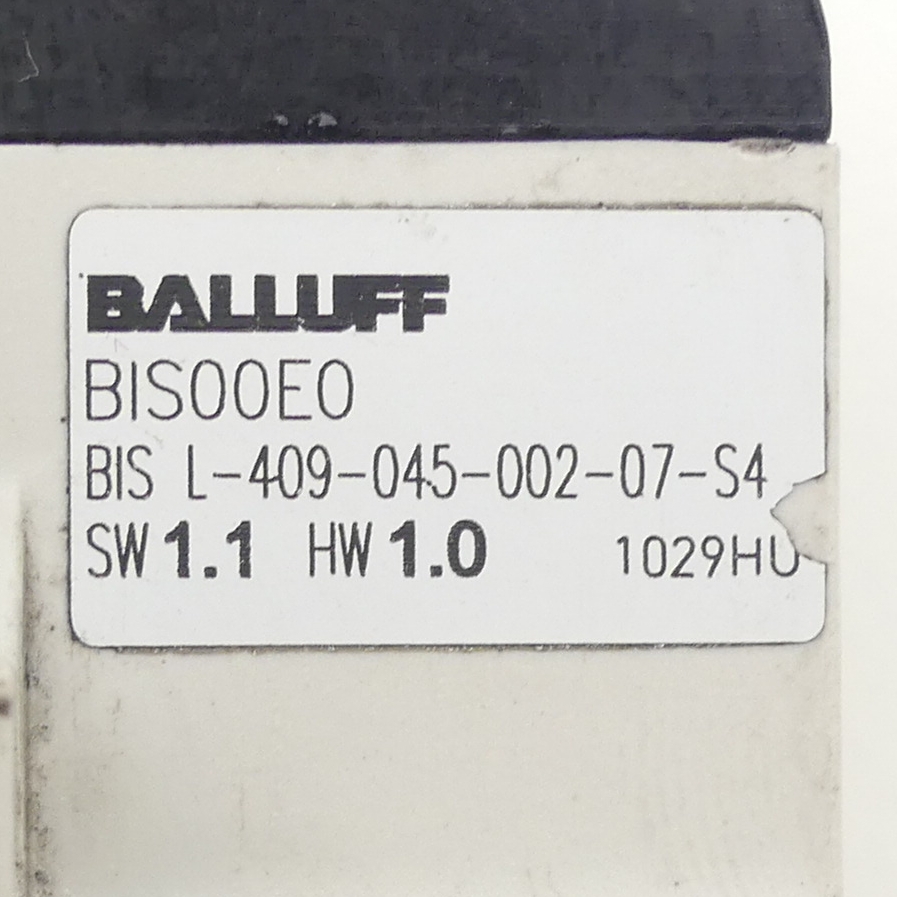 BALLUFF
BIS00E0
BIS L-409-045-002-07-S4
SW 1.1 HW 1.0 1029HU